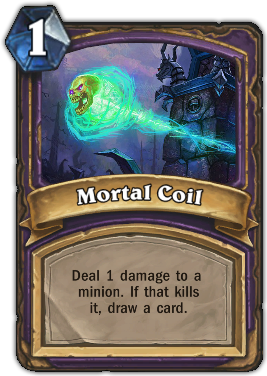 1
Mortal Coil
Deal 1 damage to a
minion. If that kills
it, draw a card.